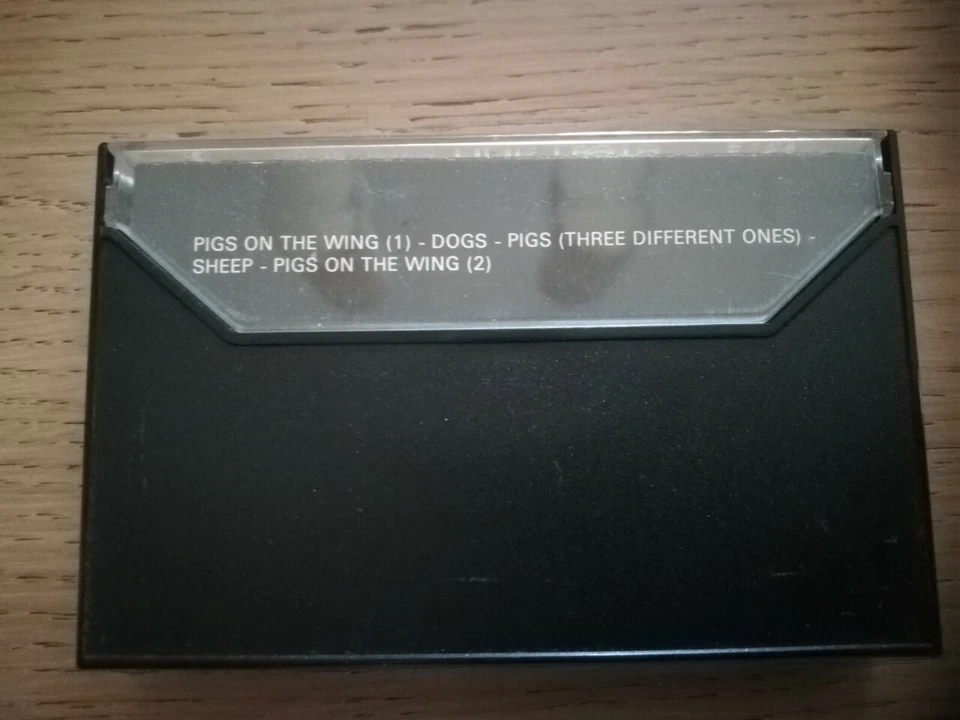 PIGS ON THE WING (1) - DOGS - PIGS (THREE DIFFERENT ONES) -
SHEEP - PIGS ON THE WING (2)